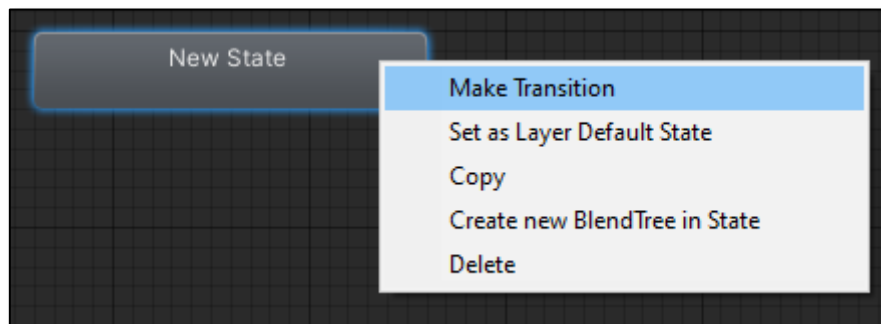 New State
Make Transition
Set as Layer Default State
Copy
Create new BlendTree in State
Delete